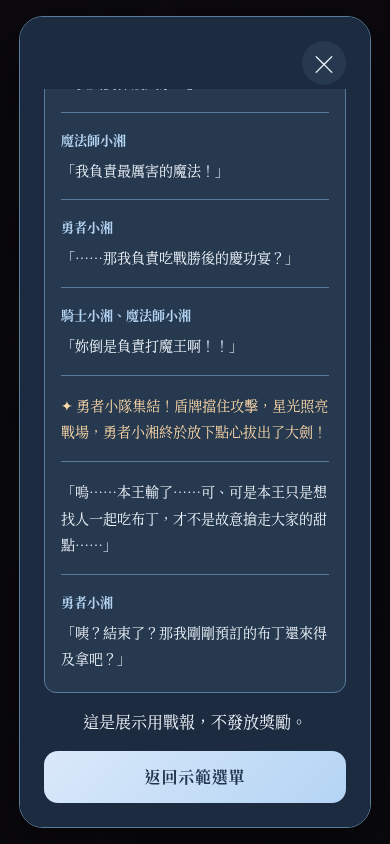 魔法師小湘
「我負責最厲害的魔法！」
勇者小湘
「⋯⋯那我負責吃戰勝後的慶功宴？」
騎士小湘、魔法師小湘
「妳倒是負責打魔王啊！！」
✦ 勇者小隊集結！盾牌擋住攻擊，星光照亮
戰場，勇者小湘終於放下點心拔出了大劍！
「嗚⋯⋯本王輸了⋯⋯可、可是本王只是想
找人一起吃布丁，才不是故意搶走大家的甜
點⋯⋯」
勇者小湘
「咦？結束了？那我剛剛預訂的布丁還來得
及拿吧？」
這是展示用戰報，不發放獎勵。
返回示範選單